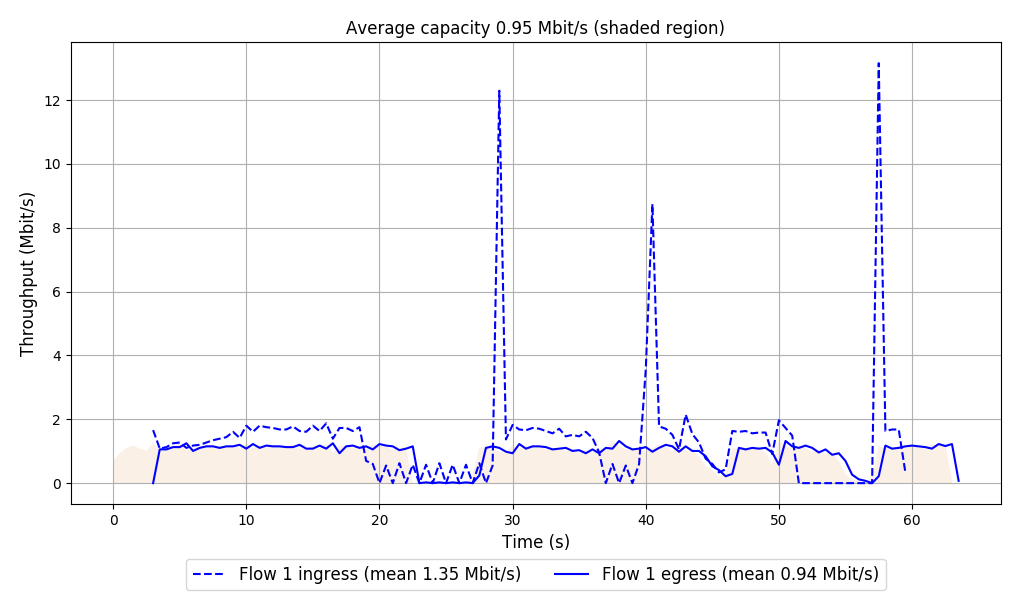 Average capacity 0.95 Mbit/s (shaded region)
Throughput (Mbit/s)
12
10
8
6
4
2
0
0 10 20 30 40 50 60
Time (s)
Flow 1 ingress (mean 1.35 Mbit/s) Flow 1 egress (mean 0.94 Mbit/s)